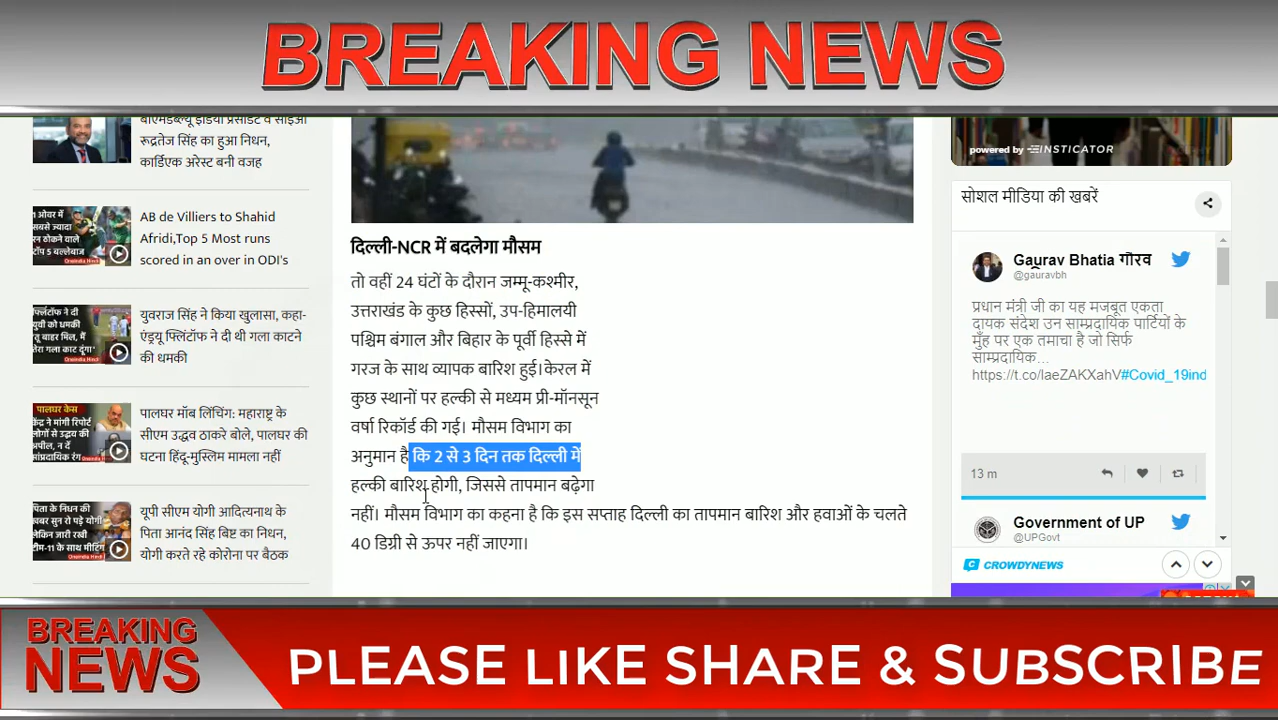 BREAKING NEWS
बीएमडब्ल्यू इंडिया प्रेसिडेंट व सीईओ
रूद्रतेज सिंह का हुआ निधन,
कार्डिएक अरेस्ट बनी वजह
AB de Villiers to Shahid
Afridi,Top 5 Most runs
scored in an over in ODI's
युवराज सिंह ने किया खुलासा, कहा-
एंड्रयू फ्लिंटॉफ ने दी थी गला काटने
की धमकी
पालघर केस
पालघर मॉब लिंचिंग: महाराष्ट्र के
सीएम उद्धव ठाकरे बोले, पालघर की
घटना हिंदू-मुस्लिम मामला नहीं
यूपी सीएम योगी आदित्यनाथ के
पिता आनंद सिंह बिष्ट का निधन,
योगी करते रहे कोरोना पर बैठक
दिल्ली-NCR में बदलेगा मौसम
तो वहीं 24 घंटों के दौरान जम्मू-कश्मीर,
उत्तराखंड के कुछ हिस्सों, उप-हिमालयी
पश्चिम बंगाल और बिहार के पूर्वी हिस्से में
गरज के साथ व्यापक बारिश हुई।केरल में
कुछ स्थानों पर हल्की से मध्यम प्री-मॉनसून
वर्षा रिकॉर्ड की गई। मौसम विभाग का
अनुमान है कि 2 से 3 दिन तक दिल्ली में
हल्की बारिश होगी, जिससे तापमान बढ़ेगा
नहीं। मौसम विभाग का कहना है कि इस सप्ताह दिल्ली का तापमान बारिश और हवाओं के चलते
40 डिग्री से ऊपर नहीं जाएगा।
powered by INSTICATOR
सोशल मीडिया की खबरें
Gaurav Bhatia गौरव
@gauravbh
प्रधान मंत्री जी का यह मजबूत एकता
दायक संदेश उन साम्प्रदायिक पार्टियों के
मुँह पर एक तमाचा है जो सिर्फ
साम्प्रदायिक...
https://t.co/laeZAKXahV#Covid_19ind
13 m
Government of UP
@UPGovt
CROWDYNEWS
BREAKING
NEWS
PLEASE LIKE SHARE & SUBSCRIBE